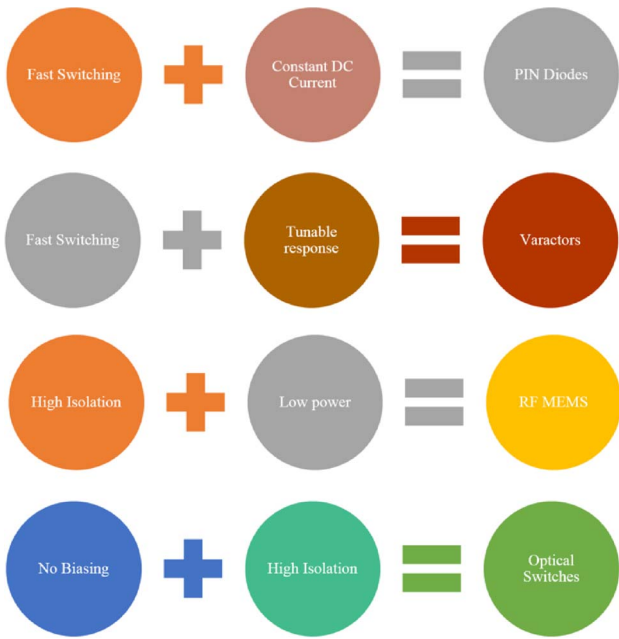 Fast Switching
Constant DC
Current
PIN Diodes
Fast Switching
Tunable
response
Varactors
High Isolation
Low power
RF MEMS
No Biasing
High Isolation
Optical
Switches